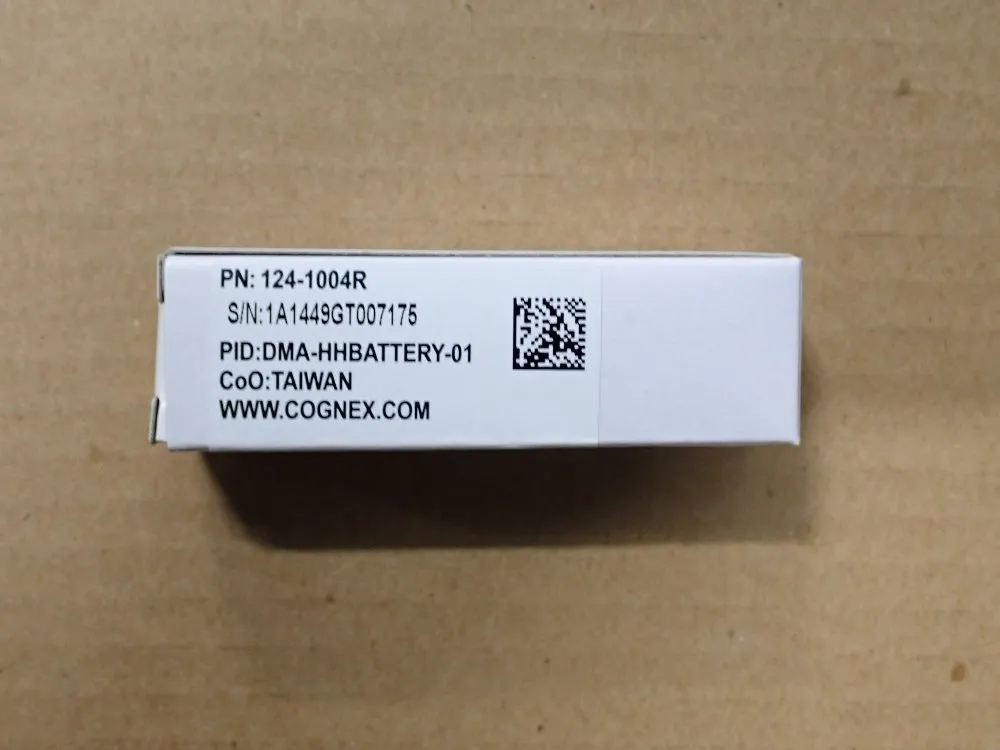 PN: 124-1004R
S/N:1A1449GT007175
PID:DMA-HHBATTERY-01
CoO:TAIWAN
WWW.COGNEX.COM